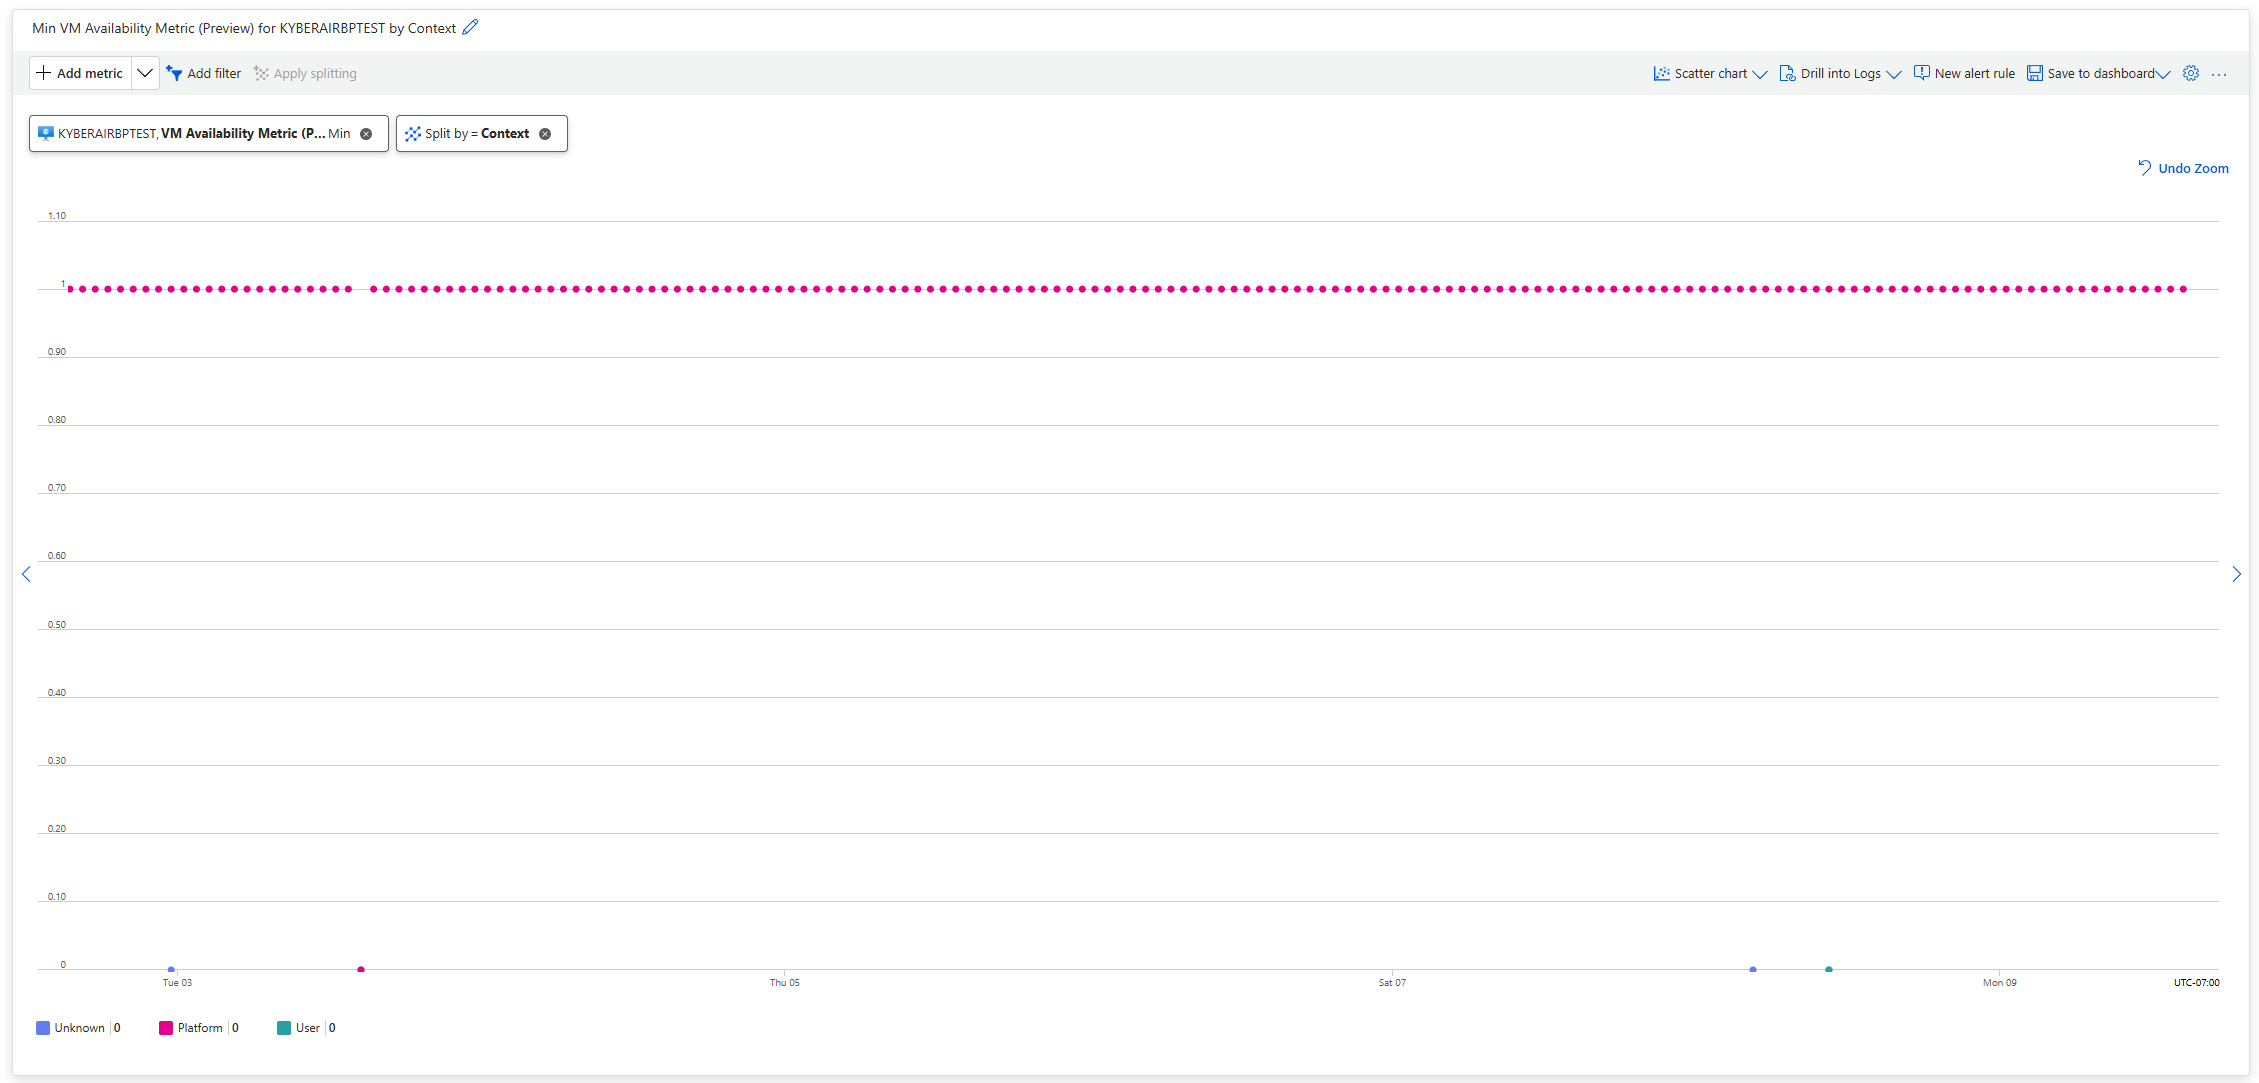 Min VM Availability Metric (Preview) for KYBERAIRBPTEST by Context
Add metric Add filter Apply splitting Scatter chart Drill into Logs New alert rule Save to dashboard ...
KYBERAIRBPTEST, VM Availability Metric (P... Min Split by = Context
Undo Zoom
1.10
1
0.90
0.80
0.70
0.60
0.50
0.40
0.30
0.20
0.10
0
Tue 03 Thu 05 Sat 07 Mon 09 UTC-07:00
Unknown 0 Platform 0 User 0